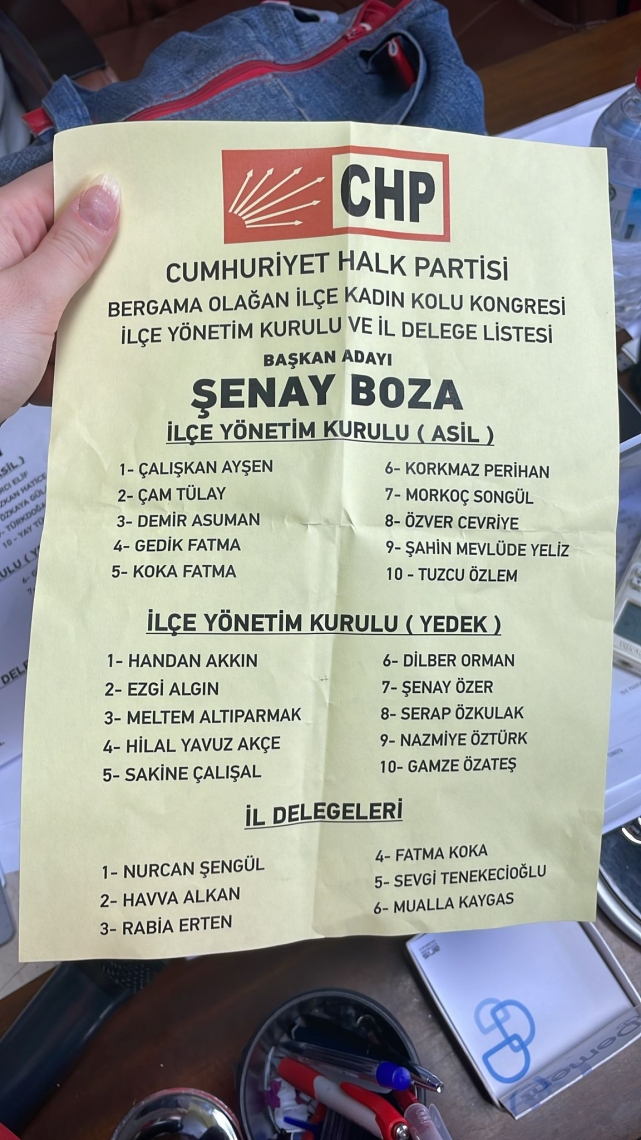 CHP
CUMHURİYET HALK PARTİSİ
BERGAMA OLAĞAN İLÇE KADIN KOLU KONGRESİ
İLÇE YÖNETİM KURULU VE İL DELEGE LİSTESİ
BAŞKAN ADAYI
ŞENAY BOZA
İLÇE YÖNETİM KURULU ( ASİL )
1- ÇALIŞKAN AYŞEN
2- ÇAM TÜLAY
3- DEMİR ASUMAN
4- GEDİK FATMA
5- KOKA FATMA
6- KORKMAZ PERİHAN
7- MORKOÇ SONGÜL
8- ÖZVER CEVRİYE
9- ŞAHİN MEVLÜDE YELİZ
10 - TUZCU ÖZLEM
İLÇE YÖNETİM KURULU ( YEDEK )
1- HANDAN AKKIN
2- EZGİ ALGIN
3- MELTEM ALTIPARMAK
4- HİLAL YAVUZ AKÇE
5- SAKİNE ÇALIŞAL
6- DİLBER ORMAN
7- ŞENAY ÖZER
8- SERAP ÖZKULAK
9- NAZMİYE ÖZTÜRK
10- GAMZE ÖZATEŞ
İL DELEGELERİ
1- NURCAN ŞENGÜL
2- HAVVA ALKAN
3- RABİA ERTEN
4- FATMA KOKA
5- SEVGİ TENEKECİOĞLU
6- MUALLA KAYGAS